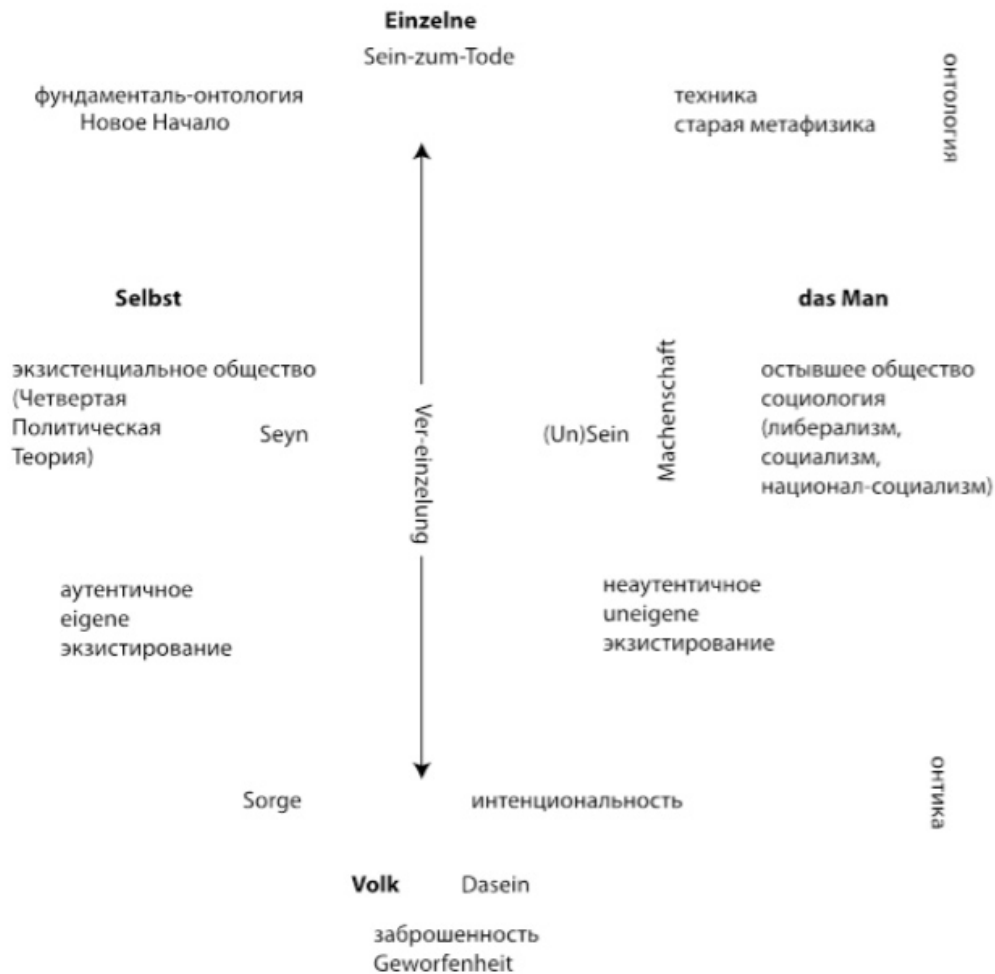 Einzelne
Sein-zum-Tode
онтология
фундаменталь-онтология
Новое Начало
техника
старая метафизика
Selbst
das Man
экзистенциальное общество
(Четвертая
Политическая
Теория)
Seyn
Ver-einzelung
(Un)Sein
Machenschaft
остывшее общество
социология
(либерализм,
социализм,
национал-социализм)
аутентичное
eigene
экзистирование
неаутентичное
uneigene
экзистирование
онтика
Sorge
интенциональность
Volk Dasein
заброшенность
Geworfenheit